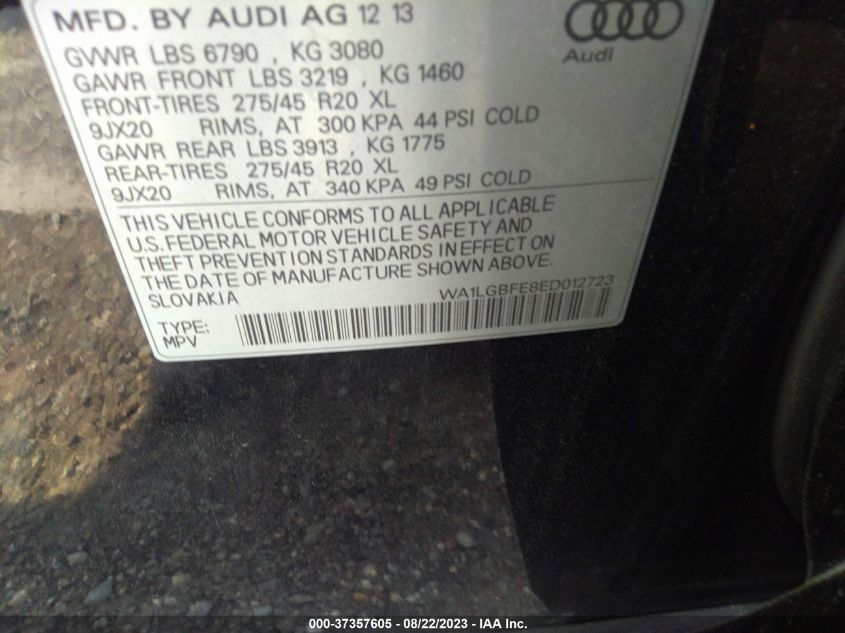 MFD. BY AUDI AG 12 13
Audi
GVWR LBS 6790 , KG 3080
GAWR FRONT LBS 3219 , KG 1460
FRONT-TIRES 275/45 R20 XL
9JX20 RIMS, AT 300 KPA 44 PSI COLD
GAWR REAR LBS 3913 , KG 1775
REAR-TIRES 275/45 R20 XL
9JX20 RIMS, AT 340 KPA 49 PSI COLD
THIS VEHICLE CONFORMS TO ALL APPLICABLE
U.S. FEDERAL MOTOR VEHICLE SAFETY AND
THEFT PREVENTION STANDARDS IN EFFECT ON
THE DATE OF MANUFACTURE SHOWN ABOVE.
SLOVAKIA WA1LGBFE8ED012723
TYPE:
MPV
000-37357605 - 08/22/2023 - IAA Inc.